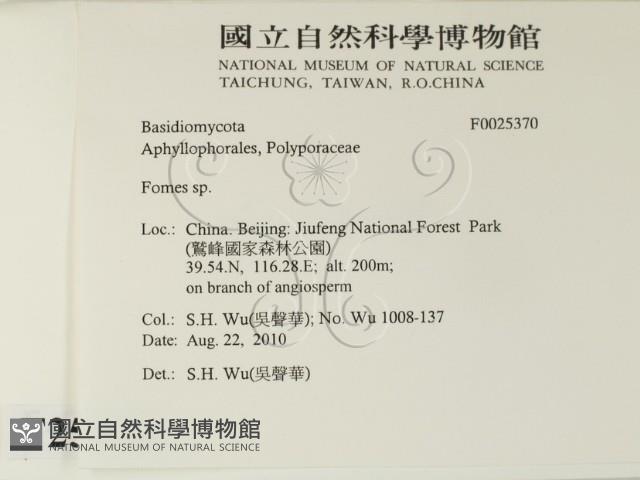 國立自然科學博物館
NATIONAL MUSEUM OF NATURAL SCIENCE
TAICHUNG, TAIWAN, R.O.CHINA
Basidiomycota F0025370
Aphyllophorales, Polyporaceae
Fomes sp.
Loc.: China. Beijing: Jiufeng National Forest Park
(鷲峰國家森林公園)
39.54.N, 116.28.E; alt. 200m;
on branch of angiosperm
Col.: S.H. Wu(吳聲華); No. Wu 1008-137
Date: Aug. 22, 2010
Det.: S.H. Wu(吳聲華)
國立自然科學博物館
NATIONAL MUSEUM OF NATURAL SCIENCE